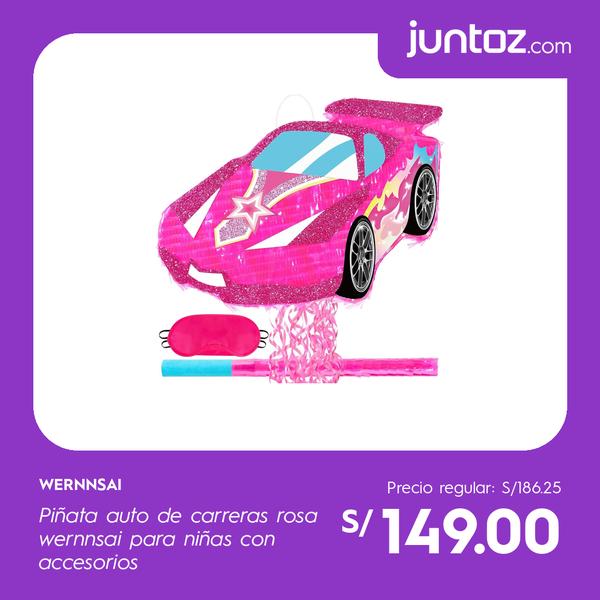 juntoz.com
WERNNSAI
Piñata auto de carreras rosa
wernnsai para niñas con
accesorios
Precio regular: S/186.25
S/149.00